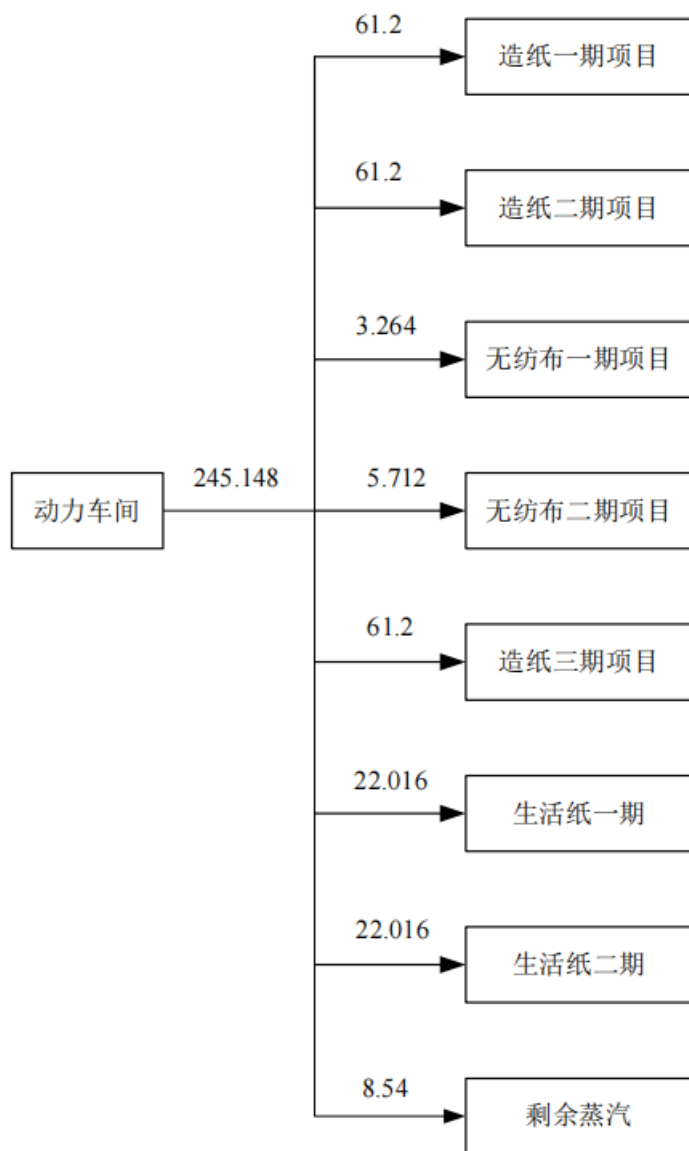 61.2
造纸一期项目
61.2
造纸二期项目
3.264
无纺布一期项目
动力车间
245.148
5.712
无纺布二期项目
61.2
造纸三期项目
22.016
生活纸一期
22.016
生活纸二期
8.54
剩余蒸汽